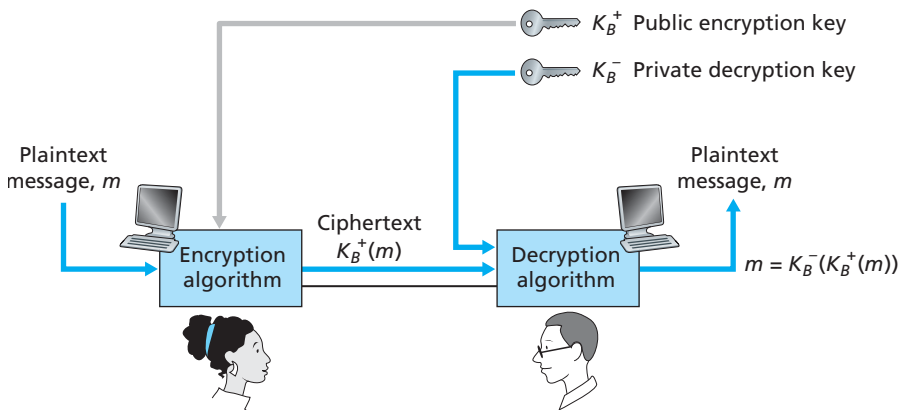 K_B^+ Public encryption key
K_B^− Private decryption key
Plaintext
message, m
Plaintext
message, m
Ciphertext
K_B^+(m)
Encryption
algorithm
Decryption
algorithm
m = K_B^−(K_B^+(m))